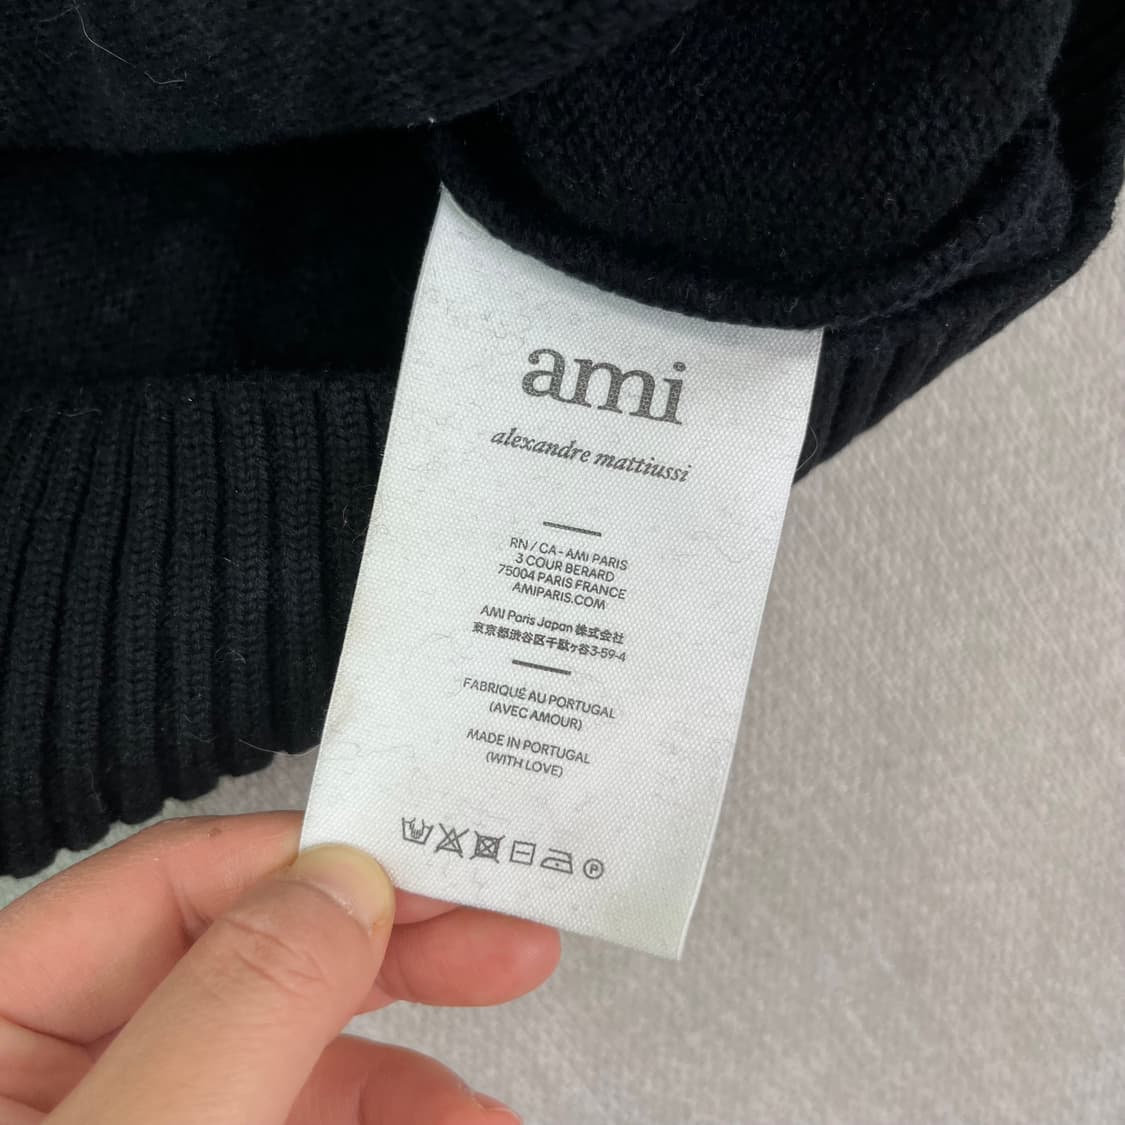 ami
alexandre mattiussi
RN / CA - AMI PARIS
3 COUR BERARD
75004 PARIS FRANCE
AMIPARIS.COM
AMI Paris Japan 株式会社
東京都渋谷区千駄ヶ谷3-59-4
FABRIQUÉ AU PORTUGAL
(AVEC AMOUR)
MADE IN PORTUGAL
(WITH LOVE)
P